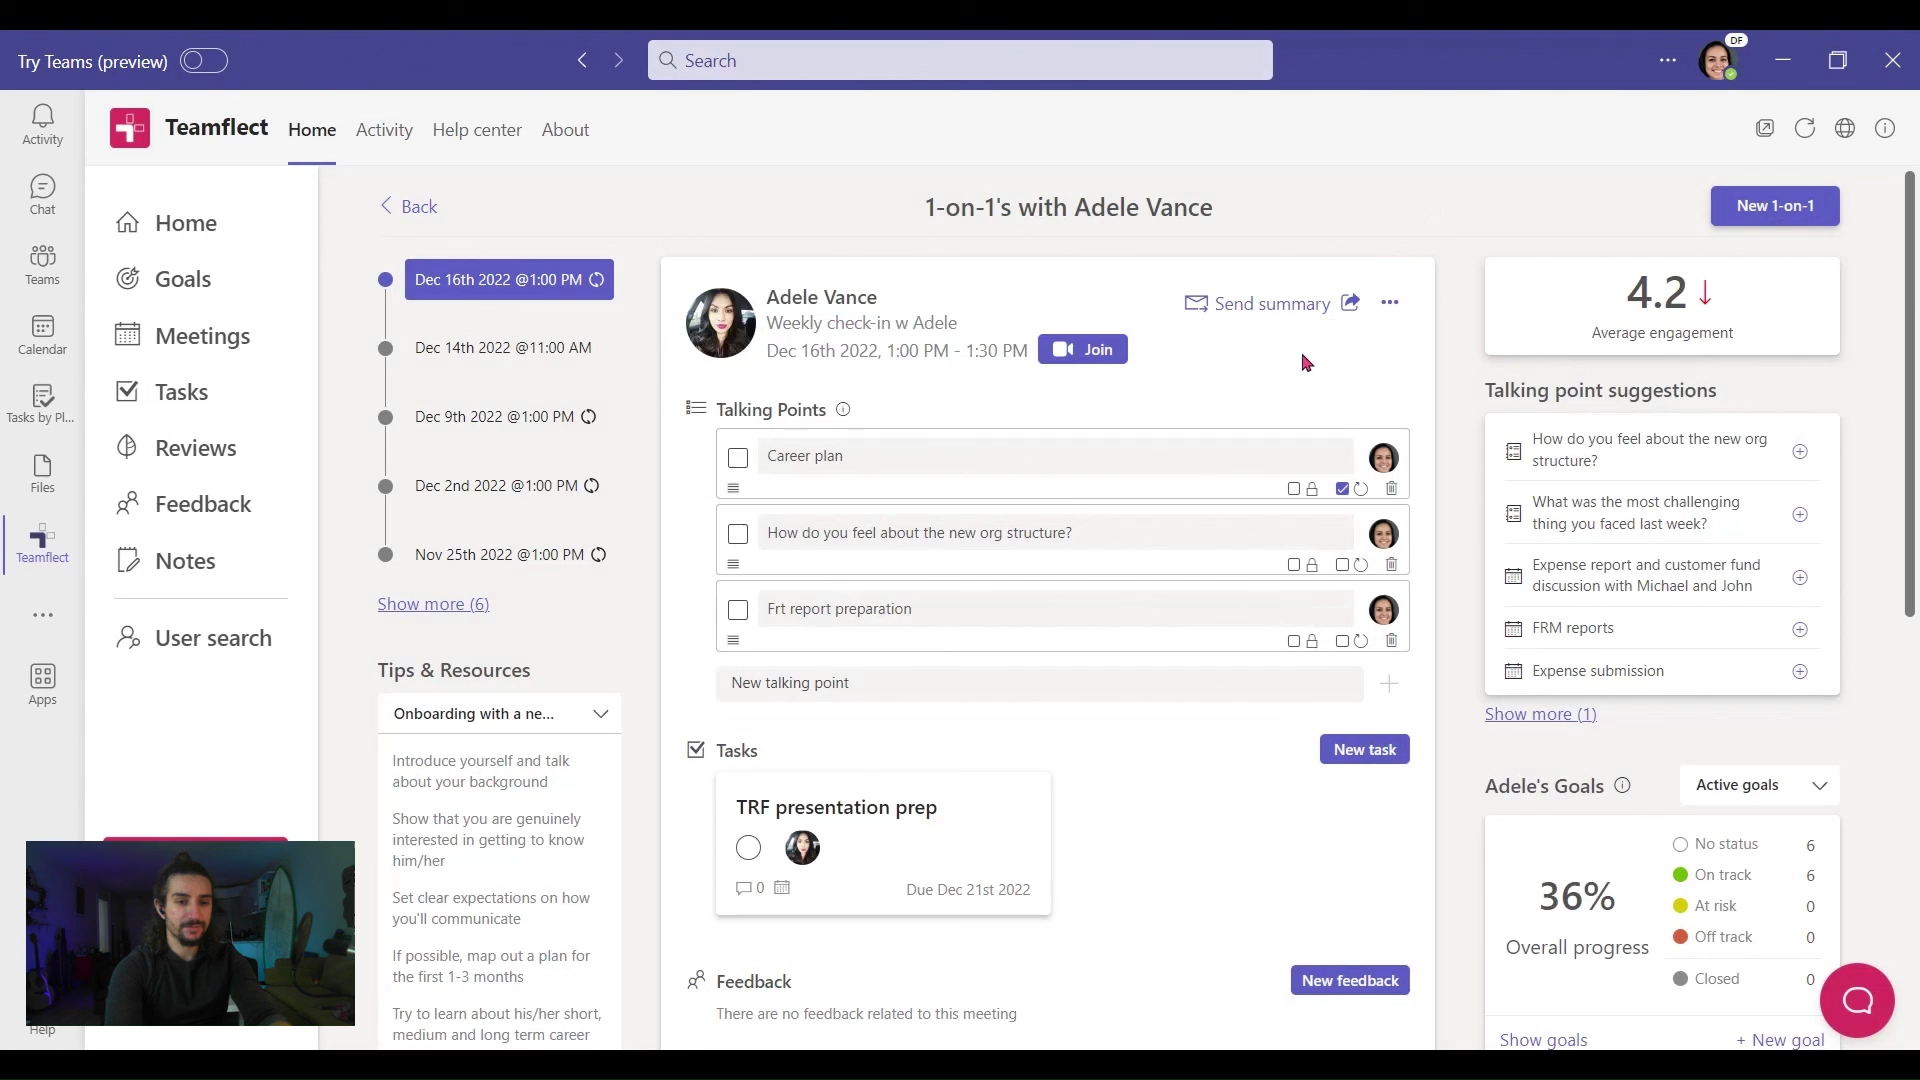 Try Teams (preview)
Search
DF
Activity
Chat
Teams
Calendar
Tasks by Pl...
Files
Teamflect
Apps
Help
Teamflect
Home
Activity
Help center
About
Home
Goals
Meetings
Tasks
Reviews
Feedback
Notes
User search
Back
1-on-1's with Adele Vance
New 1-on-1
Dec 16th 2022 @1:00 PM
Dec 14th 2022 @11:00 AM
Dec 9th 2022 @1:00 PM
Dec 2nd 2022 @1:00 PM
Nov 25th 2022 @1:00 PM
Show more (6)
Tips & Resources
Onboarding with a ne...
Introduce yourself and talk
about your background
Show that you are genuinely
interested in getting to know
him/her
Set clear expectations on how
you'll communicate
If possible, map out a plan for
the first 1-3 months
Try to learn about his/her short,
medium and long term career
Adele Vance
Weekly check-in w Adele
Dec 16th 2022, 1:00 PM - 1:30 PM
Join
Send summary
Talking Points
Career plan
How do you feel about the new org structure?
Frt report preparation
New talking point
Tasks
New task
TRF presentation prep
0
Due Dec 21st 2022
Feedback
New feedback
There are no feedback related to this meeting
4.2
Average engagement
Talking point suggestions
How do you feel about the new org
structure?
What was the most challenging
thing you faced last week?
Expense report and customer fund
discussion with Michael and John
FRM reports
Expense submission
Show more (1)
Adele's Goals
Active goals
36%
Overall progress
No status 6
On track 6
At risk 0
Off track 0
Closed 0
Show goals
+ New goal